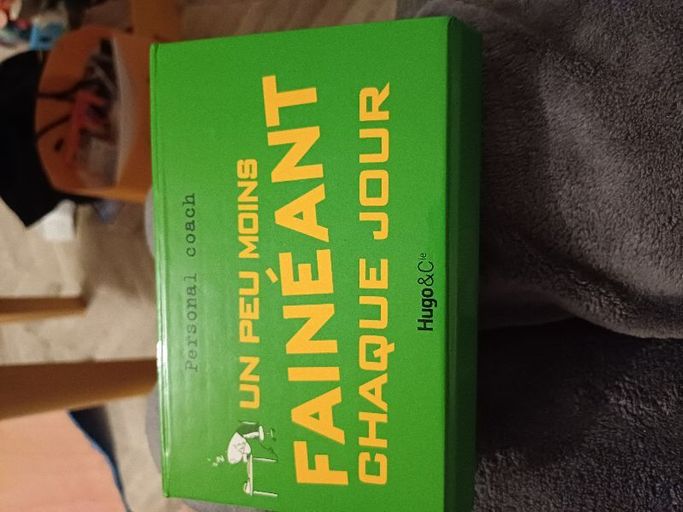 Personal coach
UN PEU MOINS
FAINÉANT
CHAQUE JOUR
Hugo&Cie